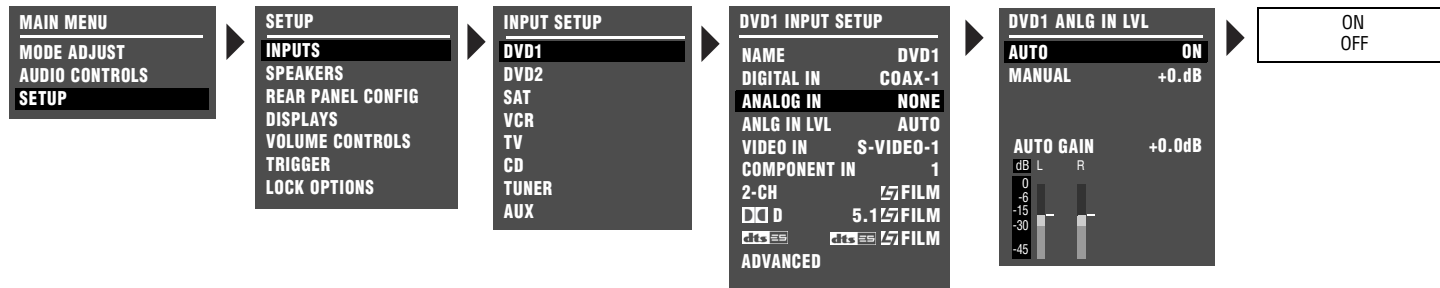 MAIN MENU
MODE ADJUST
AUDIO CONTROLS
SETUP
SETUP
INPUTS
SPEAKERS
REAR PANEL CONFIG
DISPLAYS
VOLUME CONTROLS
TRIGGER
LOCK OPTIONS
INPUT SETUP
DVD1
DVD2
SAT
VCR
TV
CD
TUNER
AUX
DVD1 INPUT SETUP
NAME DVD1
DIGITAL IN COAX-1
ANALOG IN NONE
ANLG IN LVL AUTO
VIDEO IN S-VIDEO-1
COMPONENT IN 1
2-CH L7 FILM
D 5.1 L7 FILM
dts ES dts ES L7 FILM
ADVANCED
DVD1 ANLG IN LVL
AUTO ON
MANUAL +0.dB
AUTO GAIN +0.0dB
dB L R
0
-6
-15
-30
-45
ON
OFF